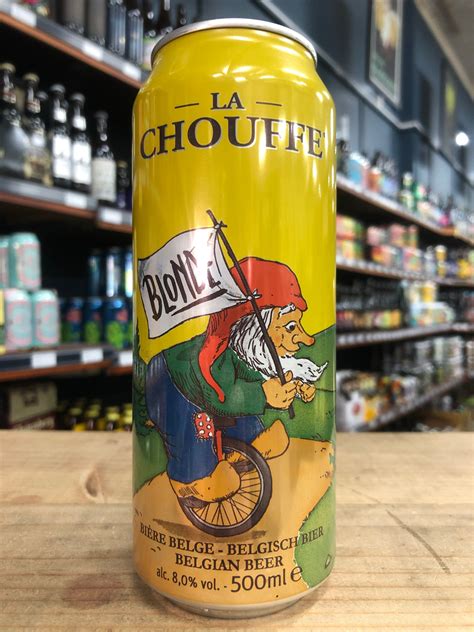 LA
CHOUFFE
BLONDE
BIÈRE BELGE - BELGISCH BIER
BELGIAN BEER
alc. 8,0% vol. - 500ml e